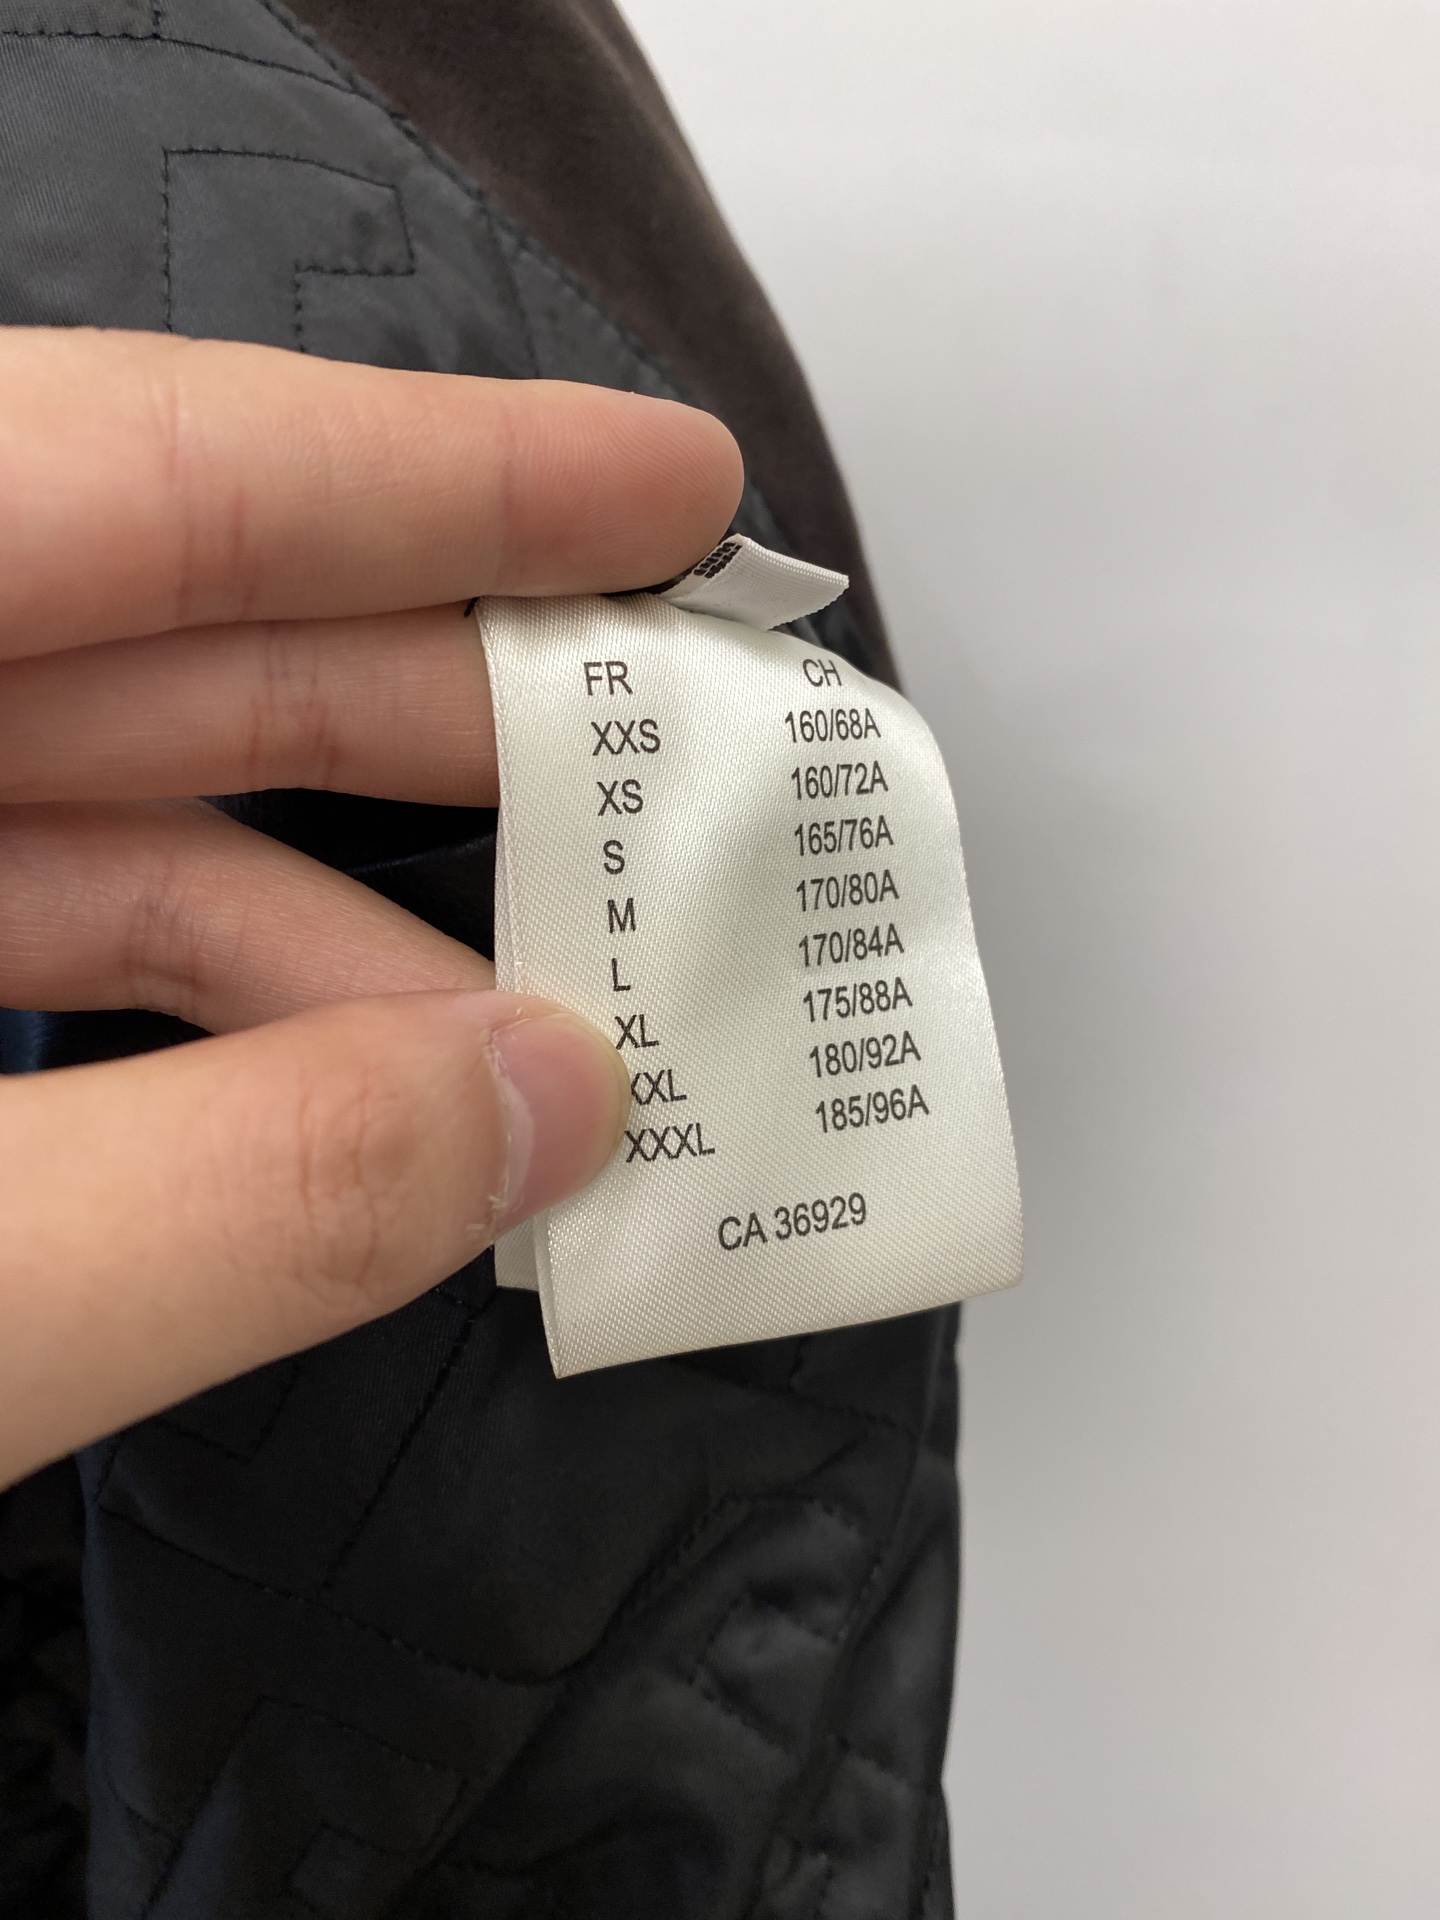 FR CH
XXS 160/68A
XS 160/72A
S 165/76A
M 170/80A
L 170/84A
XL 175/88A
XXL 180/92A
XXXL 185/96A
CA 36929